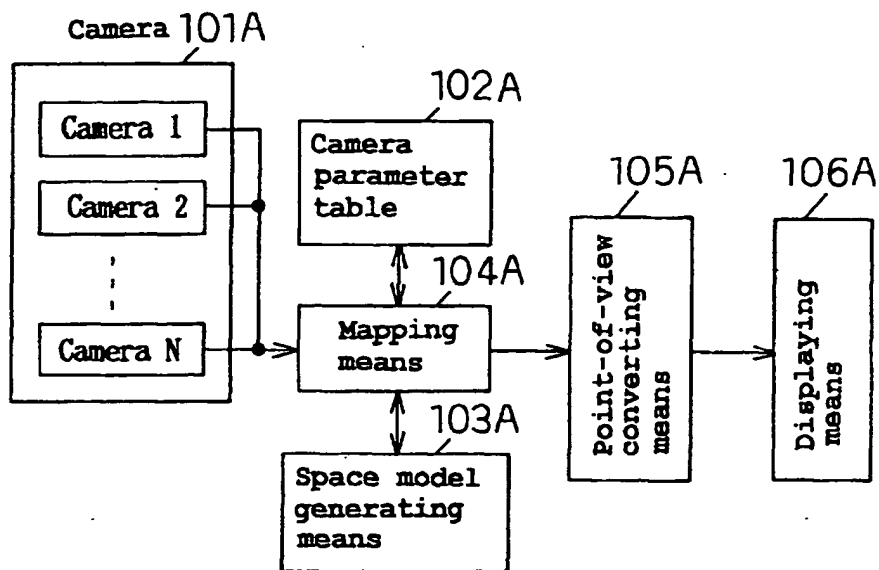 Camera 101A
Camera 1
Camera 2
Camera N
102A
Camera
parameter
table
104A
Mapping
means
103A
Space model
generating
means
105A
Point-of-view
converting
means
106A
Displaying
means